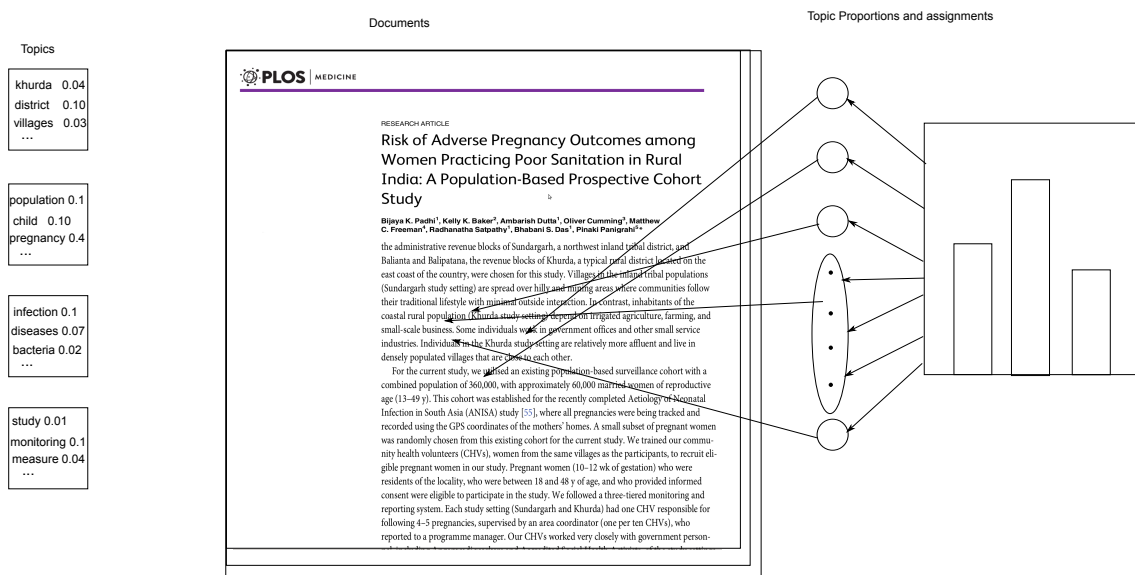 Documents
Topic Proportions and assignments
Topics
khurda 0.04
district 0.10
villages 0.03
...
population 0.1
child 0.10
pregnancy 0.4
...
infection 0.1
diseases 0.07
bacteria 0.02
...
study 0.01
monitoring 0.1
measure 0.04
...
PLOS | MEDICINE
RESEARCH ARTICLE
Risk of Adverse Pregnancy Outcomes among
Women Practicing Poor Sanitation in Rural
India: A Population-Based Prospective Cohort
Study
Bijaya K. Padhi1, Kelly K. Baker2, Ambarish Dutta1, Oliver Cumming3, Matthew
C. Freeman4, Radhanatha Satpathy1, Bhabani S. Das1, Pinaki Panigrahi5*
the administrative revenue blocks of Sundargarh, a northwest inland tribal district, and
Balianta and Balipatana, the revenue blocks of Khurda, a typical rural district located on the
east coast of the country, were chosen for this study. Villages in the inland tribal populations
(Sundargarh study setting) are spread over hilly and mining areas where communities follow
their traditional lifestyle with minimal outside interaction. In contrast, inhabitants of the
coastal rural population (Khurda study setting) depend on irrigated agriculture, farming, and
small-scale business. Some individuals work in government offices and other small service
industries. Individuals in the Khurda study setting are relatively more affluent and live in
densely populated villages that are close to each other.
For the current study, we utilised an existing population-based surveillance cohort with a
combined population of 360,000, with approximately 60,000 married women of reproductive
age (13–49 y). This cohort was established for the recently completed Aetiology of Neonatal
Infection in South Asia (ANISA) study [55], where all pregnancies were being tracked and
recorded using the GPS coordinates of the mothers' homes. A small subset of pregnant women
was randomly chosen from this existing cohort for the current study. We trained our commu-
nity health volunteers (CHVs), women from the same villages as the participants, to recruit eli-
gible pregnant women in our study. Pregnant women (10–12 wk of gestation) who were
residents of the locality, who were between 18 and 48 y of age, and who provided informed
consent were eligible to participate in the study. We followed a three-tiered monitoring and
reporting system. Each study setting (Sundargarh and Khurda) had one CHV responsible for
following 4–5 pregnancies, supervised by an area coordinator (one per ten CHVs), who
reported to a programme manager. Our CHVs worked very closely with government person-